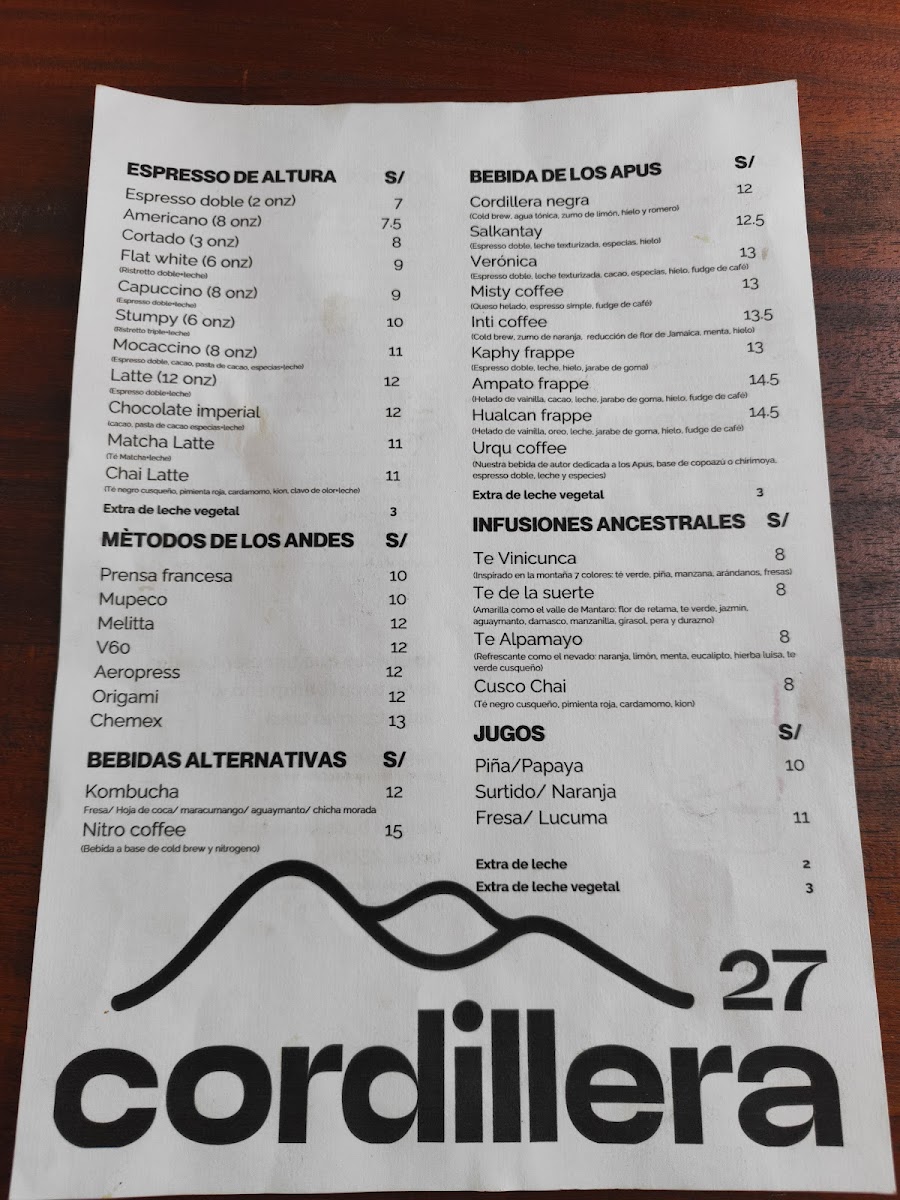 ESPRESSO DE ALTURA S/
Espresso doble (2 onz) 7
Americano (8 onz) 7.5
Cortado (3 onz) 8
Flat white (6 onz) 9
(Ristretto doble+leche)
Capuccino (8 onz) 9
(Espresso doble+leche)
Stumpy (6 onz) 10
(Ristretto triple+leche)
Mocaccino (8 onz) 11
(Espresso doble, cacao, pasta de cacao, especias+leche)
Latte (12 onz) 12
(Espresso doble+leche)
Chocolate imperial 12
(cacao, pasta de cacao especias+leche)
Matcha Latte 11
(Té Matcha+leche)
Chai Latte 11
(Té negro cusqueño, pimienta roja, cardamomo, kion, clavo de olor+leche)
Extra de leche vegetal 3
MÈTODOS DE LOS ANDES S/
Prensa francesa 10
Mupeco 10
Melitta 12
V60 12
Aeropress 12
Origami 12
Chemex 13
BEBIDAS ALTERNATIVAS S/
Kombucha 12
Fresa/ Hoja de coca/ maracumango/ aguaymanto/ chicha morada
Nitro coffee 15
(Bebida a base de cold brew y nitrogeno)
BEBIDA DE LOS APUS S/
Cordillera negra 12
(Cold brew, agua tónica, zumo de limón, hielo y romero)
Salkantay 12.5
(Espresso doble, leche texturizada, especias, hielo)
Verónica 13
(Espresso doble, leche texturizada, cacao, especias, hielo, fudge de café)
Misty coffee 13
(Queso helado, espresso simple, fudge de café)
Inti coffee 13.5
(Cold brew, zumo de naranja, reducción de flor de Jamaica, menta, hielo)
Kaphy frappe 13
(Espresso doble, leche, hielo, jarabe de goma)
Ampato frappe 14.5
(Helado de vainilla, cacao, leche, jarabe de goma, hielo, fudge de café)
Hualcan frappe 14.5
(Helado de vainilla, oreo, leche, jarabe de goma, hielo, fudge de café)
Urqu coffee
(Nuestra bebida de autor dedicada a los Apus, base de copoazú o chirimoya,
espresso doble, leche y especies)
Extra de leche vegetal 3
INFUSIONES ANCESTRALES S/
Te Vinicunca 8
(Inspirado en la montaña 7 colores: té verde, piña, manzana, arándanos, fresas)
Te de la suerte 8
(Amarilla como el valle de Mantaro: flor de retama, te verde, jazmin,
aguaymanto, damasco, manzanilla, girasol, pera y durazno)
Te Alpamayo 8
(Refrescante como el nevado: naranja, limón, menta, eucalipto, hierba luisa, te
verde cusqueño)
Cusco Chai 8
(Té negro cusqueño, pimienta roja, cardamomo, kion)
JUGOS S/
Piña/Papaya 10
Surtido/ Naranja
Fresa/ Lucuma 11
Extra de leche 2
Extra de leche vegetal 3
27
cordillera